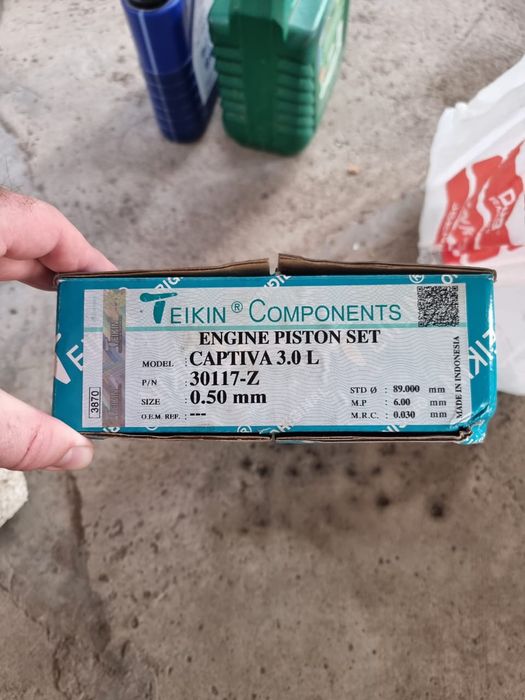 TEIKIN® COMPONENTS
ENGINE PISTON SET
MODEL : CAPTIVA 3.0 L
P/N : 30117-Z
SIZE : 0.50 mm
O.E.M. REF. : ---
STD Ø : 89.000 mm
M.P : 6.00 mm
M.R.C. : 0.030 mm
MADE IN INDONESIA
3870
TEIKIN